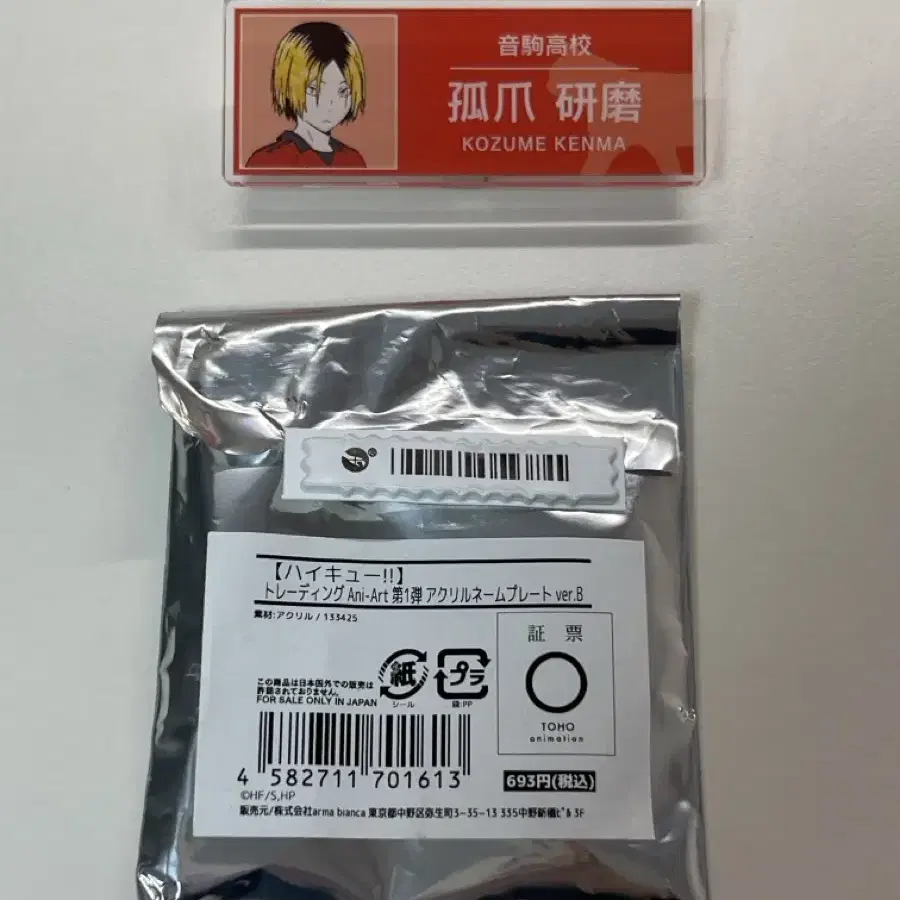 音駒高校
孤爪 研磨
KOZUME KENMA
®
【ハイキュー!!】
トレーディング Ani-Art 第1弾 アクリルネームプレート ver.B
素材:アクリル / 133425
証 票
TOHO
animation
この商品は日本国外での販売は
許諾されておりません。
FOR SALE ONLY IN JAPAN
紙
シール
プラ
袋:PP
4 582711 701613
693円(税込)
©HF/S,HP
販売元/株式会社arma bianca 東京都中野区弥生町3-35-13 335中野新橋ビル 3F